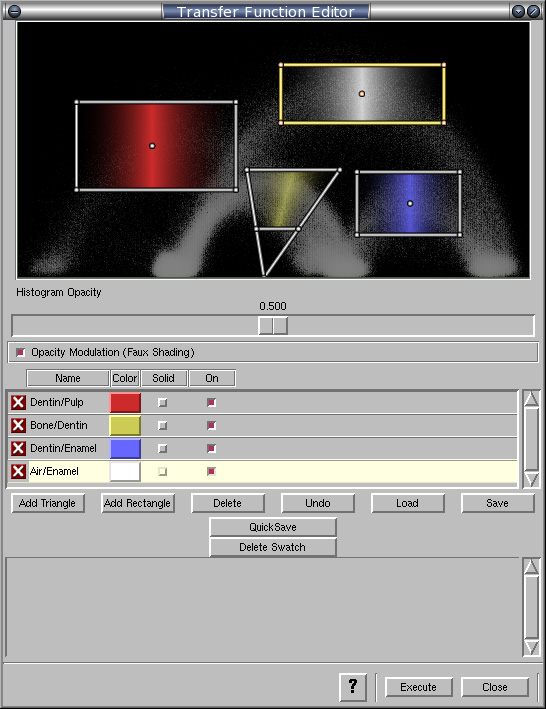 Transfer Function Editor
Histogram Opacity
0.500
Opacity Modulation (Faux Shading)
Name Color Solid On
Dentin/Pulp
Bone/Dentin
Dentin/Enamel
Air/Enamel
Add Triangle Add Rectangle Delete Undo Load Save
QuickSave
Delete Swatch
? Execute Close